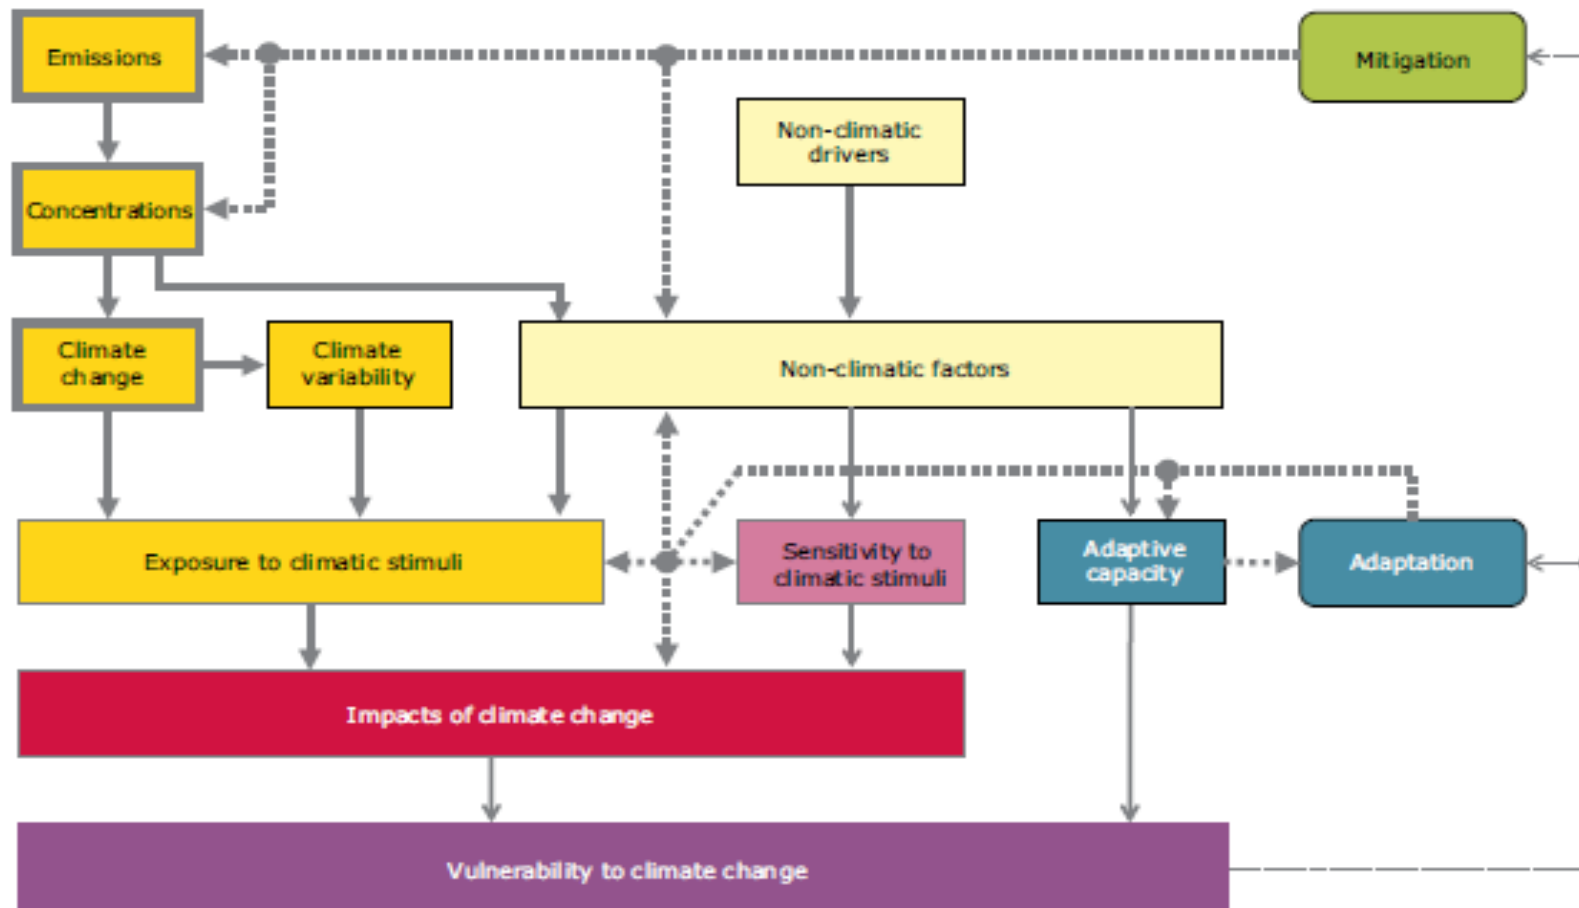 Emissions
Mitigation
Non-climatic
drivers
Concentrations
Climate
change
Climate
variability
Non-climatic factors
Exposure to climatic stimuli
Sensitivity to
climatic stimuli
Adaptive
capacity
Adaptation
Impacts of climate change
Vulnerability to climate change